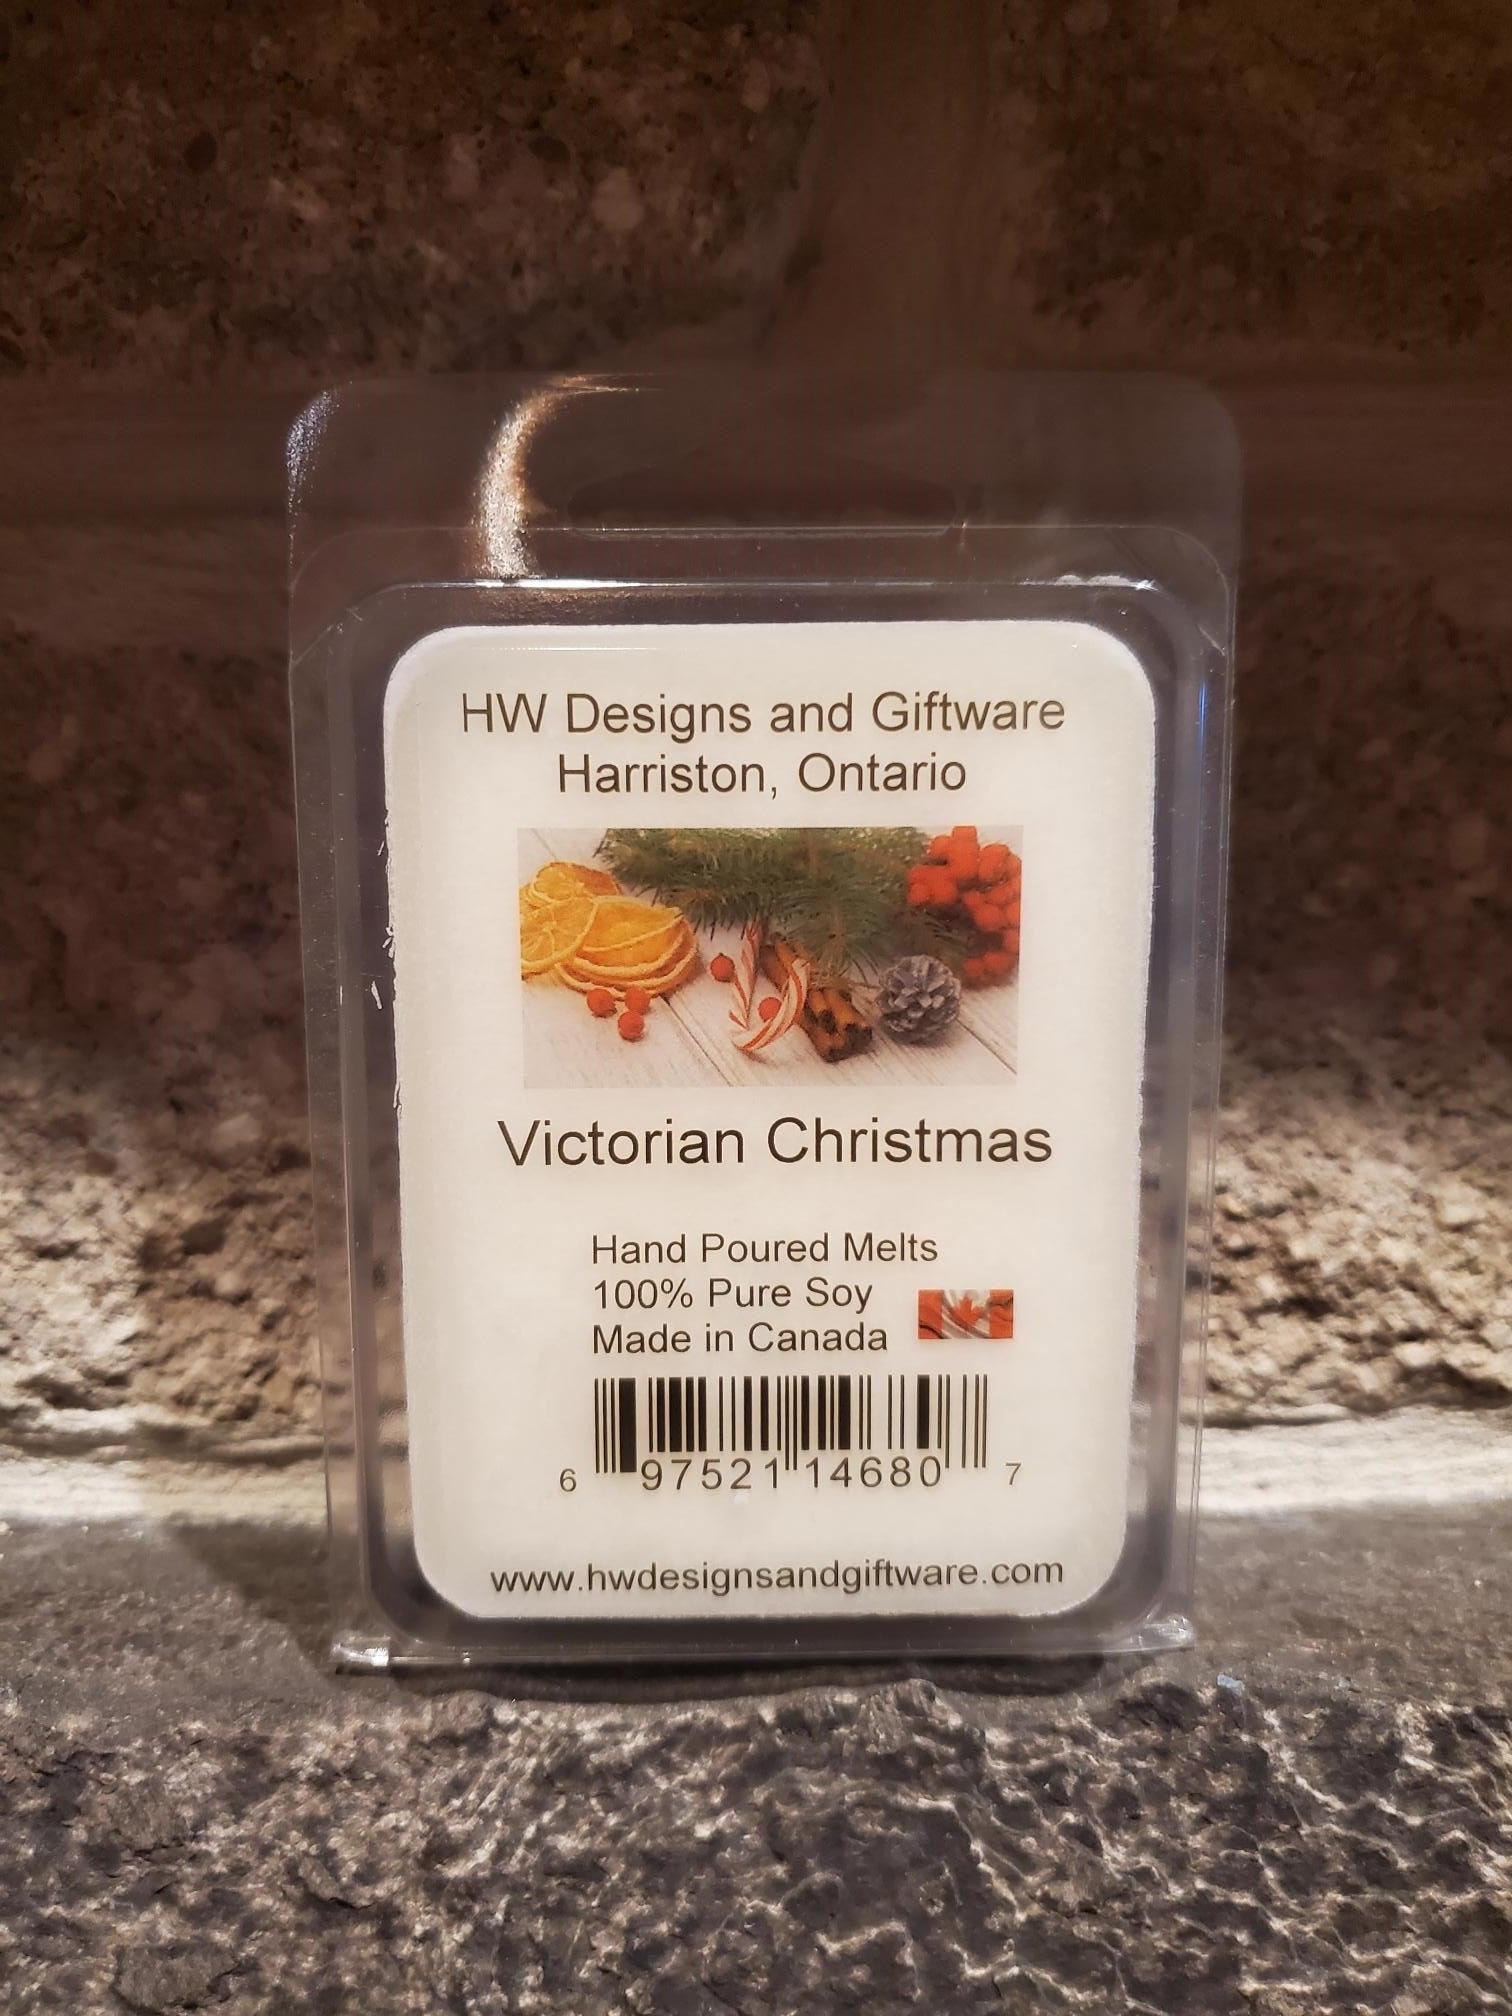 HW Designs and Giftware
Harriston, Ontario
Victorian Christmas
Hand Poured Melts
100% Pure Soy
Made in Canada
6 97521 14680 7
www.hwdesignsandgiftware.com